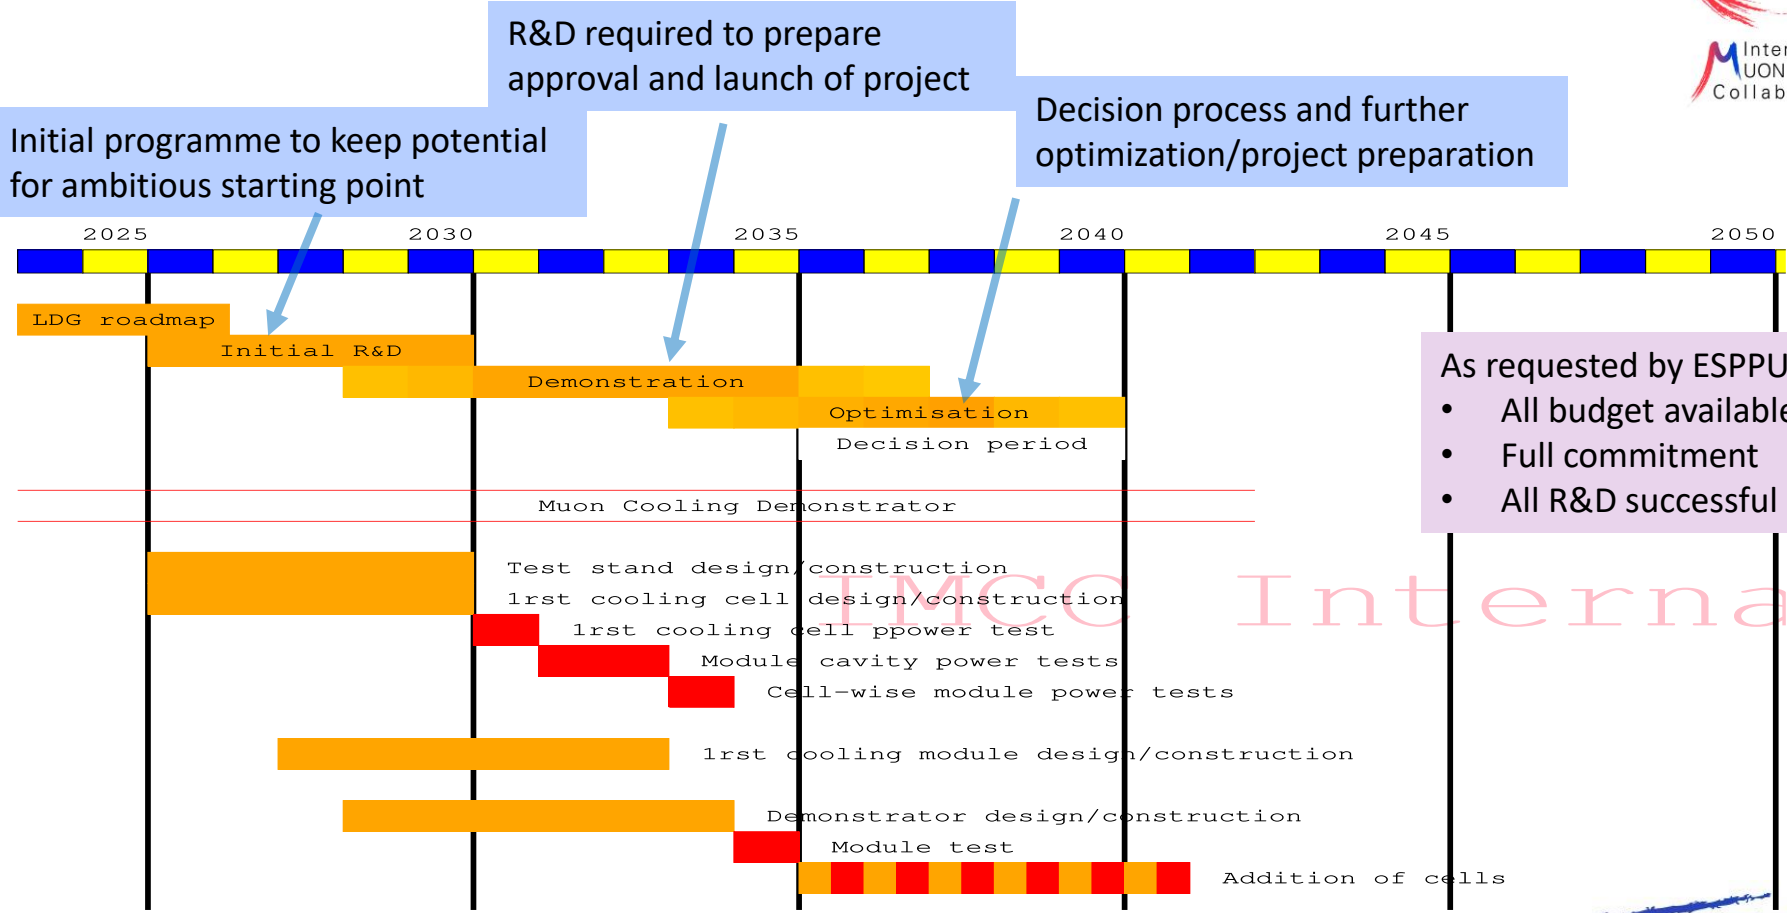 R&D required to prepare
approval and launch of project
Initial programme to keep potential
for ambitious starting point
Decision process and further
optimization/project preparation
Inter
MUON
Collab
2025 2030 2035 2040 2045 2050
LDG roadmap
Initial R&D
Demonstration
Optimisation
Decision period
As requested by ESPPU
• All budget available
• Full commitment
• All R&D successful
Muon Cooling Demonstrator
Test stand design/construction
1rst cooling cell design/construction
IMCC Interna
1rst cooling cell ppower test
Module cavity power tests
Cell-wise module power tests
1rst cooling module design/construction
Demonstrator design/construction
Module test
Addition of cells